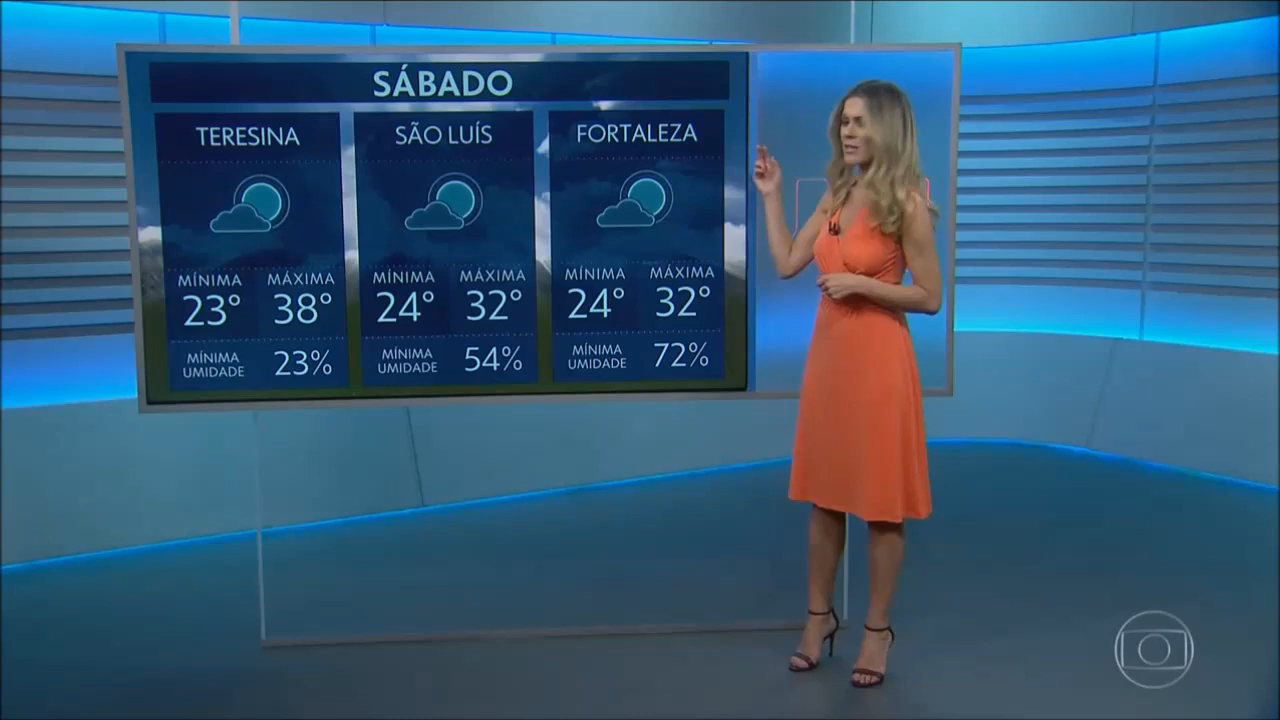 SÁBADO
TERESINA
MÍNIMA MÁXIMA
23° 38°
MÍNIMA
UMIDADE
23%
SÃO LUÍS
MÍNIMA MÁXIMA
24° 32°
MÍNIMA
UMIDADE
54%
FORTALEZA
MÍNIMA MÁXIMA
24° 32°
MÍNIMA
UMIDADE
72%